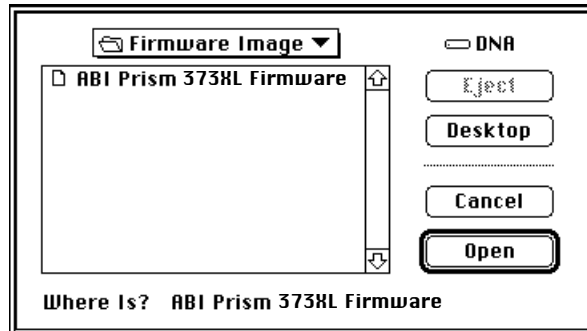 Firmware Image
DNA
ABI Prism 373XL Firmware
Eject
Desktop
Cancel
Open
Where Is? ABI Prism 373XL Firmware